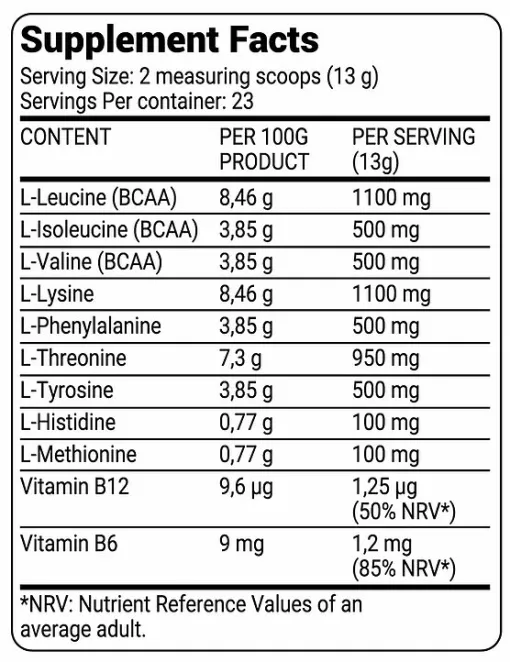 Supplement Facts
Serving Size: 2 measuring scoops (13 g)
Servings Per container: 23
CONTENT PER 100G PRODUCT PER SERVING (13g)
L-Leucine (BCAA) 8,46 g 1100 mg
L-Isoleucine (BCAA) 3,85 g 500 mg
L-Valine (BCAA) 3,85 g 500 mg
L-Lysine 8,46 g 1100 mg
L-Phenylalanine 3,85 g 500 mg
L-Threonine 7,3 g 950 mg
L-Tyrosine 3,85 g 500 mg
L-Histidine 0,77 g 100 mg
L-Methionine 0,77 g 100 mg
Vitamin B12 9,6 µg 1,25 µg
(50% NRV*)
Vitamin B6 9 mg 1,2 mg
(85% NRV*)
*NRV: Nutrient Reference Values of an
average adult.